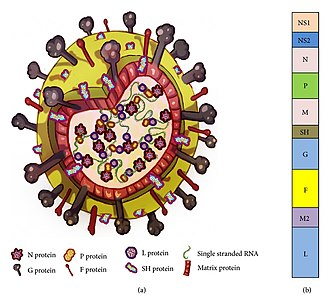 (a)
N protein
P protein
L protein
Single stranded RNA
G protein
F protein
SH protein
Matrix protein
(a)
(b)
NS1
NS2
N
P
M
SH
G
F
M2
L
(b)